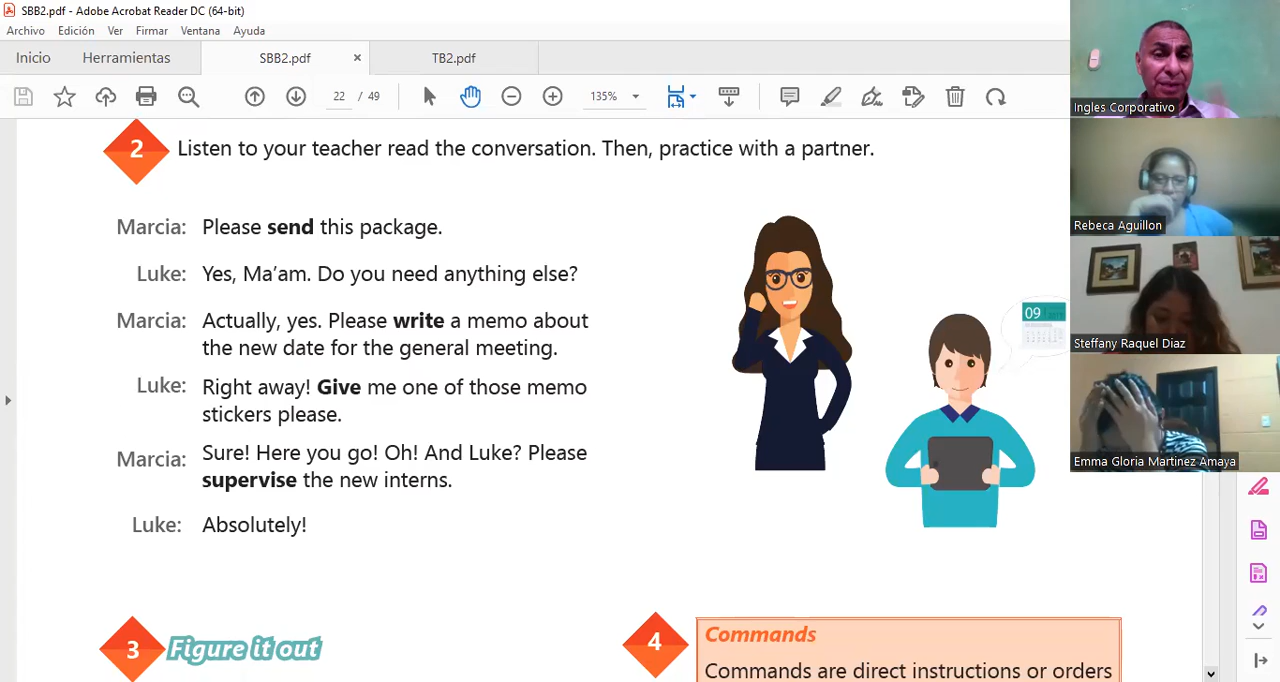 SBB2.pdf - Adobe Acrobat Reader DC (64-bit)
Archivo Edición Ver Firmar Ventana Ayuda
Inicio Herramientas SBB2.pdf × TB2.pdf
22 / 49 135%
2 Listen to your teacher read the conversation. Then, practice with a partner.
Marcia: Please send this package.
Luke: Yes, Ma'am. Do you need anything else?
Marcia: Actually, yes. Please write a memo about
the new date for the general meeting.
Luke: Right away! Give me one of those memo
stickers please.
Marcia: Sure! Here you go! Oh! And Luke? Please
supervise the new interns.
Luke: Absolutely!
09
3 Figure it out
4 Commands
Commands are direct instructions or orders
Ingles Corporativo
Rebeca Aguillon
Steffany Raquel Diaz
Emma Gloria Martinez Amaya